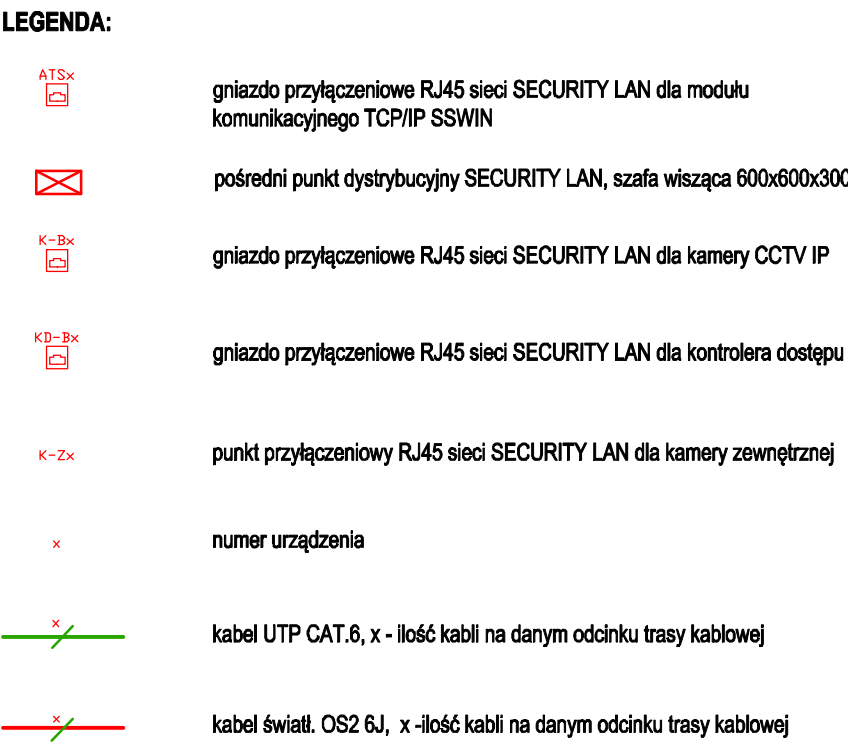 LEGENDA:
ATSx
gniazdo przyłączeniowe RJ45 sieci SECURITY LAN dla modułu
komunikacyjnego TCP/IP SSWIN
pośredni punkt dystrybucyjny SECURITY LAN, szafa wisząca 600x600x300
K-Bx
gniazdo przyłączeniowe RJ45 sieci SECURITY LAN dla kamery CCTV IP
KD-Bx
gniazdo przyłączeniowe RJ45 sieci SECURITY LAN dla kontrolera dostępu
K-Zx
punkt przyłączeniowy RJ45 sieci SECURITY LAN dla kamery zewnętrznej
x
numer urządzenia
x
kabel UTP CAT.6, x - ilość kabli na danym odcinku trasy kablowej
x
kabel światł. OS2 6J, x -ilość kabli na danym odcinku trasy kablowej